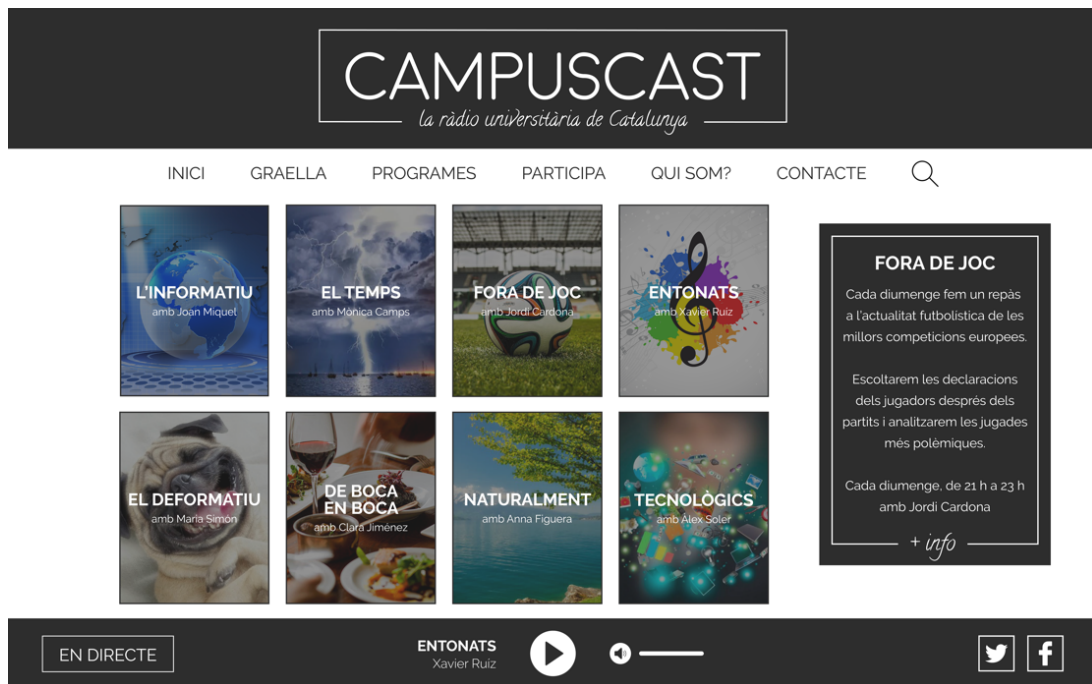 CAMPUSCAST
la ràdio universitària de Catalunya
INICI GRAELLA PROGRAMES PARTICIPA QUI SOM? CONTACTE
L'INFORMATIU
amb Joan Miquel
EL TEMPS
amb Mònica Camps
FORA DE JOC
amb Jordi Cardona
ENTONATS
amb Xavier Ruiz
EL DEFORMATIU
amb Maria Simón
DE BOCA
EN BOCA
amb Clara Jiménez
NATURALMENT
amb Anna Figuera
TECNOLÒGICS
amb Àlex Soler
FORA DE JOC
Cada diumenge fem un repàs
a l'actualitat futbolística de les
millors competicions europees.
Escoltarem les declaracions
dels jugadors després dels
partits i analitzarem les jugades
més polèmiques.
Cada diumenge, de 21 h a 23 h
amb Jordi Cardona
+ info
EN DIRECTE
ENTONATS
Xavier Ruiz